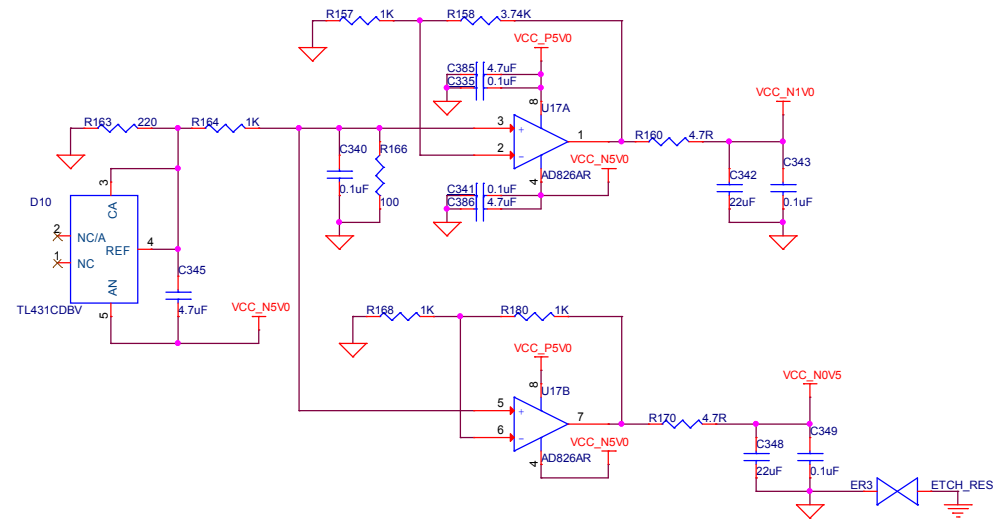 R157 1K R158 3.74K
VCC_P5V0
C385 4.7uF
C335 0.1uF
8 U17A
VCC_N1V0
R163 220 R164 1K
3 + 1 R160 4.7R
2 -
C340 R166 VCC_N5V0
C343
4 AD826AR
0.1uF C341 0.1uF C342
100 C386 4.7uF 22uF 0.1uF
3
D10 CA
2 NC/A
REF 4
1 NC
C345
AN
TL431CDBV 5 4.7uF VCC_N5V0
R168 1K R180 1K
VCC_P5V0
8 U17B
VCC_N0V5
5 + 7 R170 4.7R
6 -
VCC_N5V0 C348 C349
4 AD826AR
22uF 0.1uF
ER3 ETCH_RES